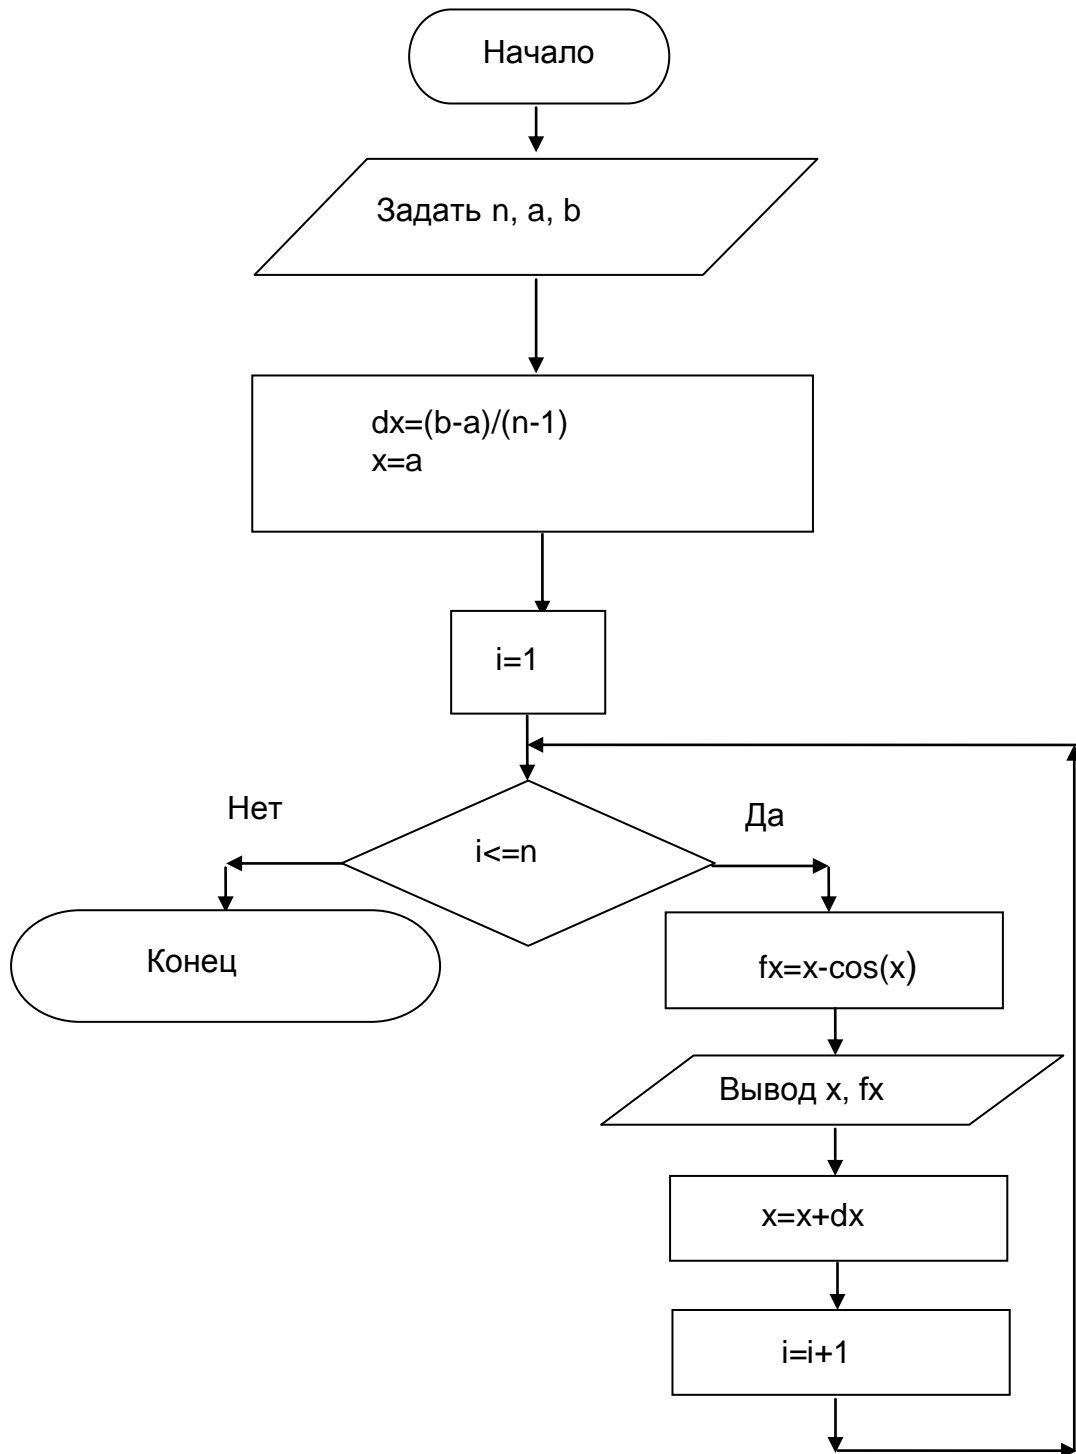 Начало
Задать n, a, b
dx=(b-a)/(n-1)
x=a
i=1
Нет
Да
i<=n
Конец
fx=x-cos(x)
Вывод x, fx
x=x+dx
i=i+1